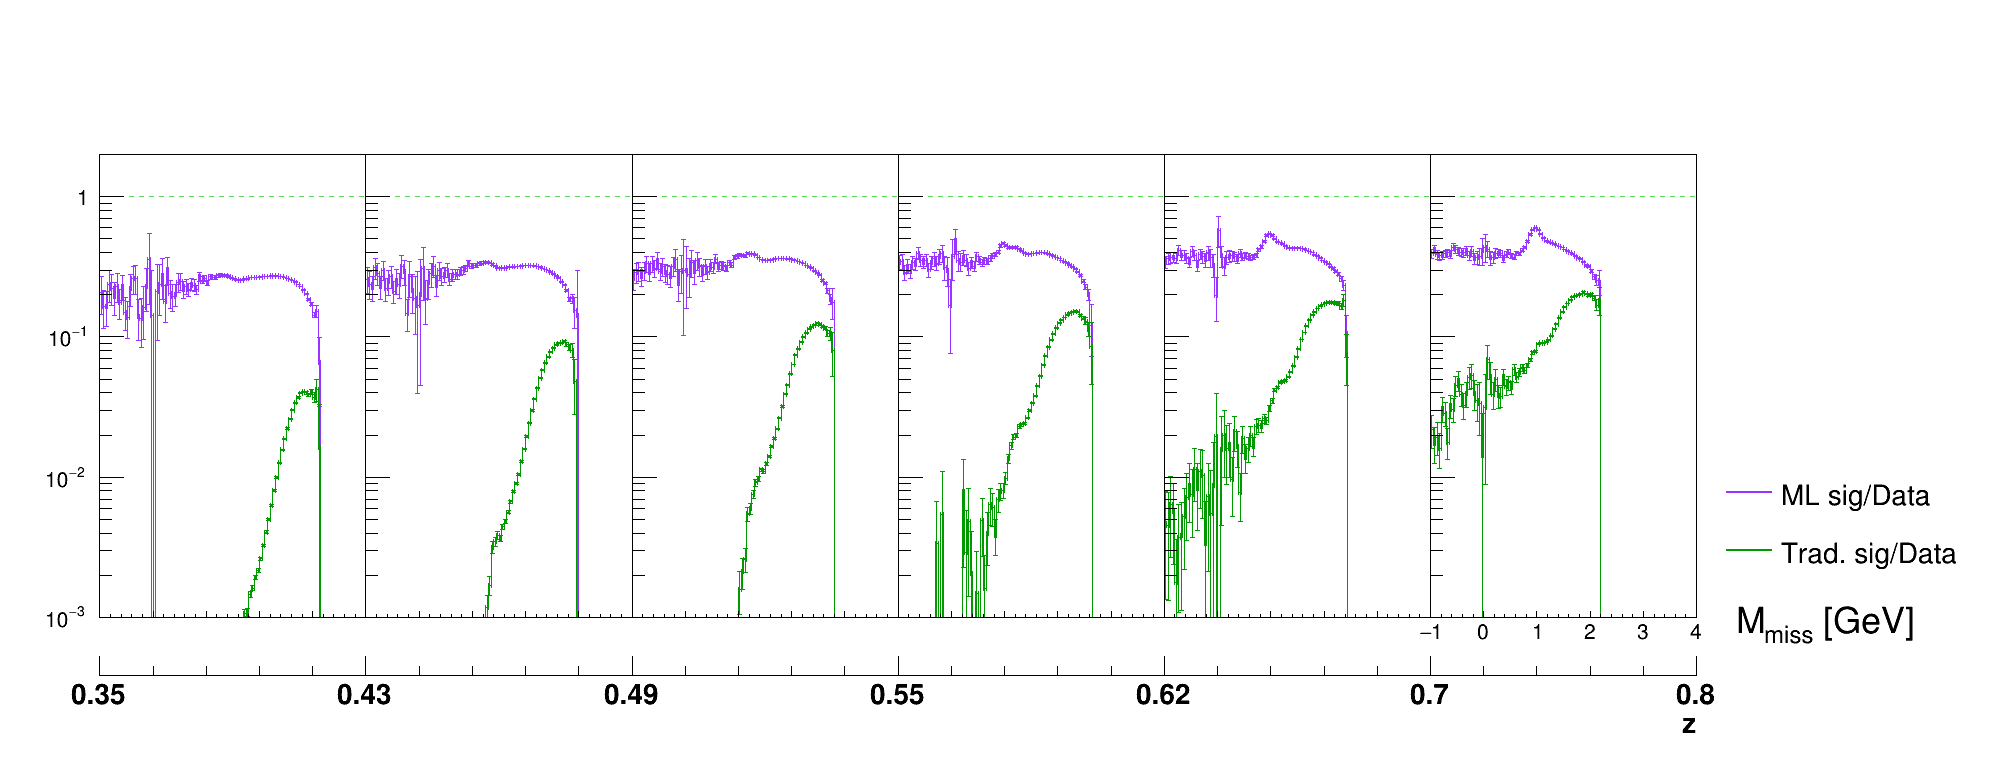 1
10⁻¹
10⁻²
10⁻³
ML sig/Data
Trad. sig/Data
−1 0 1 2 3 4
M_miss [GeV]
0.35 0.43 0.49 0.55 0.62 0.7 0.8
z